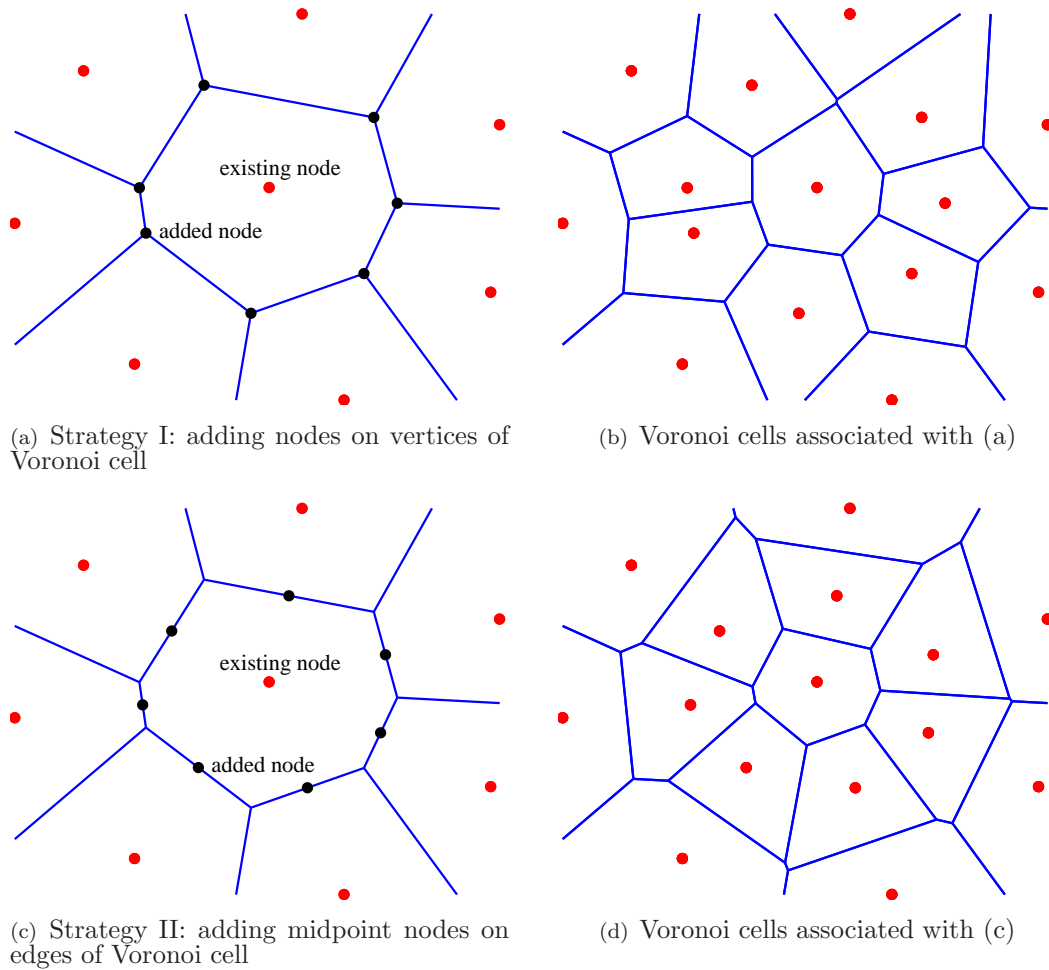 existing node
added node
(a) Strategy I: adding nodes on vertices of
Voronoi cell
(b) Voronoi cells associated with (a)
existing node
added node
(c) Strategy II: adding midpoint nodes on
edges of Voronoi cell
(d) Voronoi cells associated with (c)